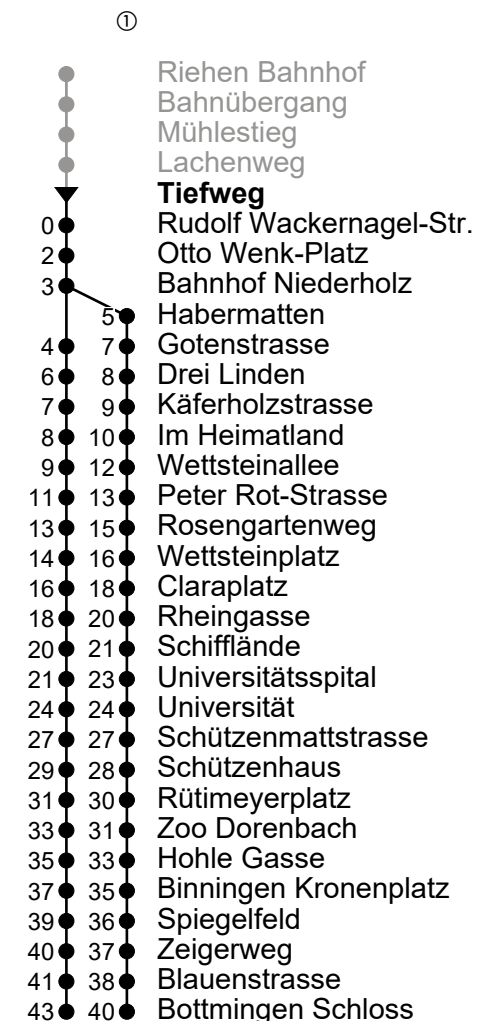 ①
Riehen Bahnhof
Bahnübergang
Mühlestieg
Lachenweg
Tiefweg
0 Rudolf Wackernagel-Str.
2 Otto Wenk-Platz
3 Bahnhof Niederholz
5 Habermatten
4 7 Gotenstrasse
6 8 Drei Linden
7 9 Käferholzstrasse
8 10 Im Heimatland
9 12 Wettsteinallee
11 13 Peter Rot-Strasse
13 15 Rosengartenweg
14 16 Wettsteinplatz
16 18 Claraplatz
18 20 Rheingasse
20 21 Schifflände
21 23 Universitätsspital
24 24 Universität
27 27 Schützenmattstrasse
29 28 Schützenhaus
31 30 Rütimeyerplatz
33 31 Zoo Dorenbach
35 33 Hohle Gasse
37 35 Binningen Kronenplatz
39 36 Spiegelfeld
40 37 Zeigerweg
41 38 Blauenstrasse
43 40 Bottmingen Schloss